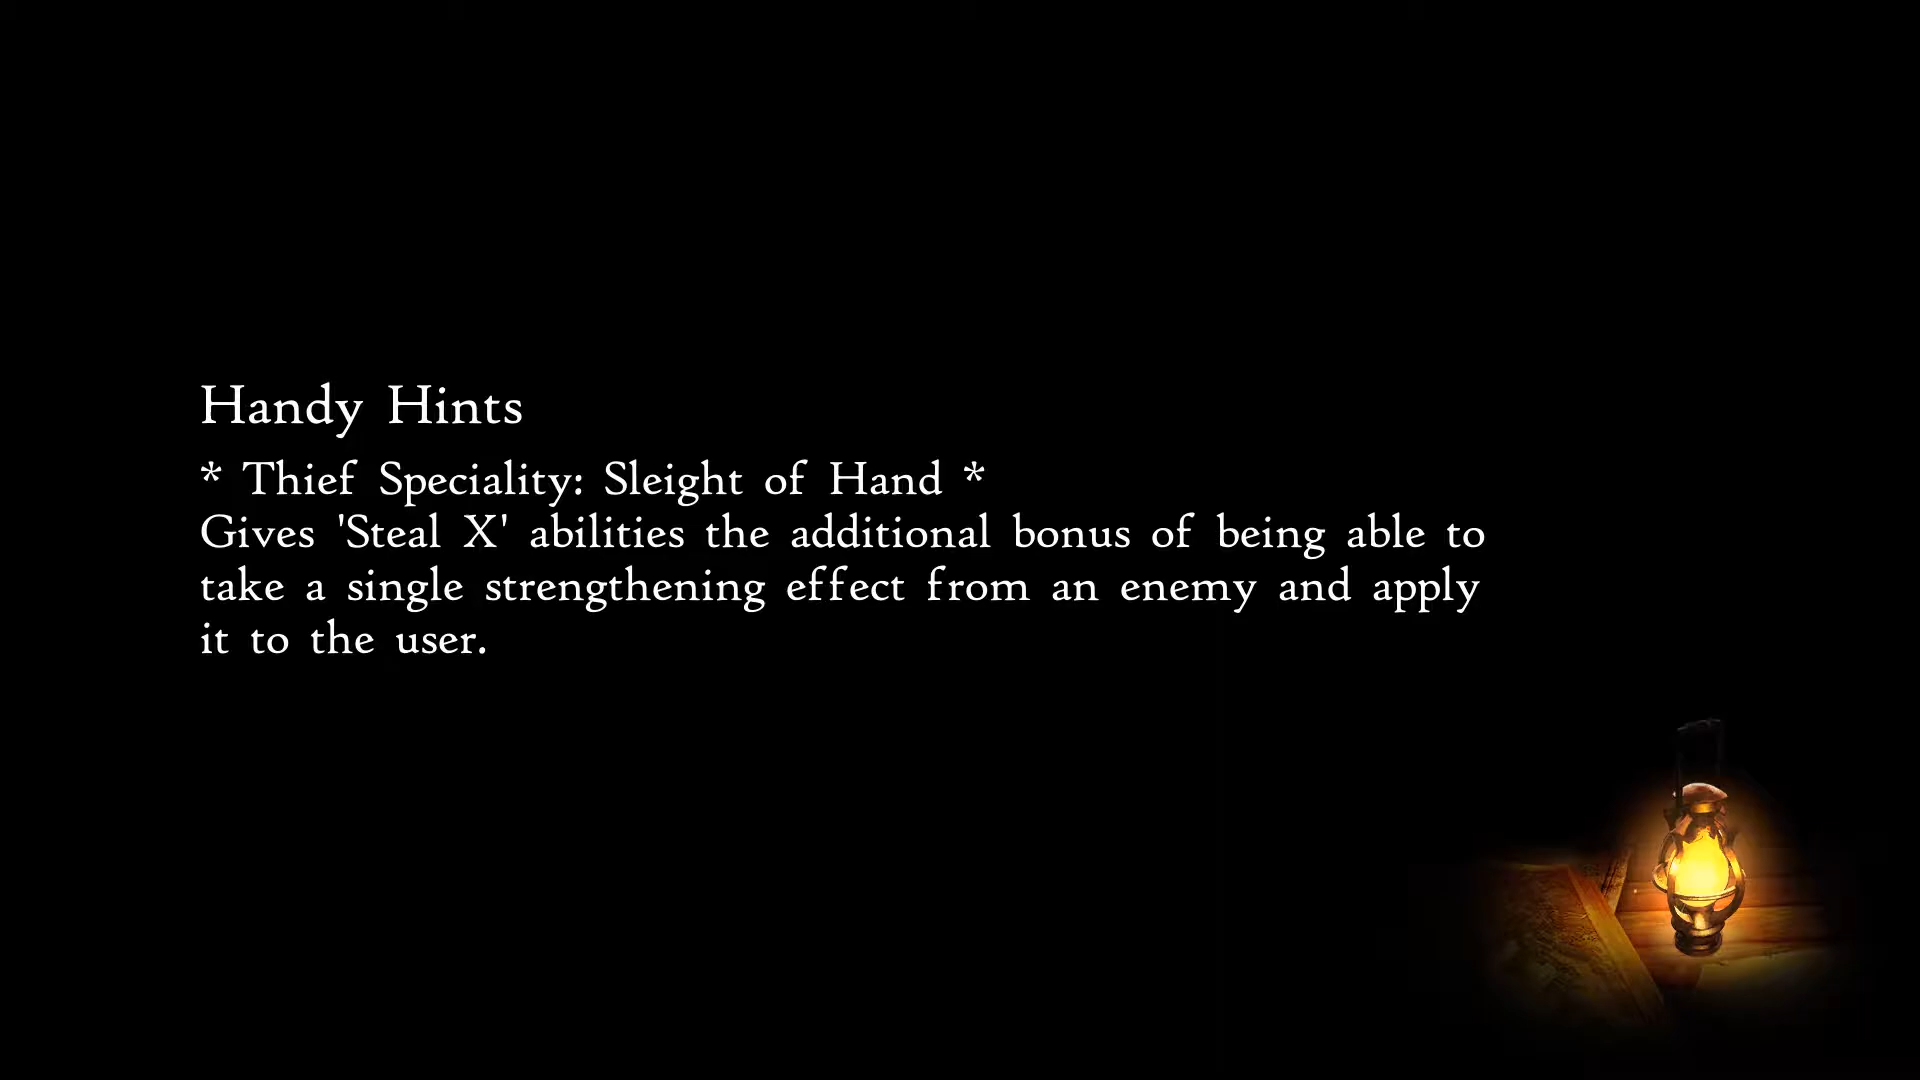 Handy Hints
* Thief Speciality: Sleight of Hand *
Gives 'Steal X' abilities the additional bonus of being able to
take a single strengthening effect from an enemy and apply
it to the user.